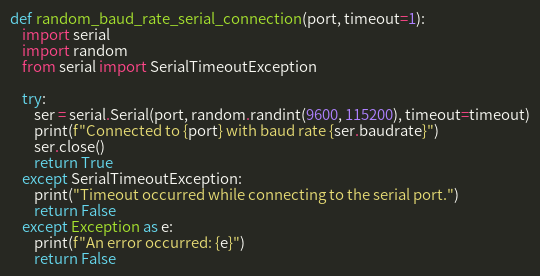 def random_baud_rate_serial_connection(port, timeout=1):
    import serial
    import random
    from serial import SerialTimeoutException

    try:
        ser = serial.Serial(port, random.randint(9600, 115200), timeout=timeout)
        print(f"Connected to {port} with baud rate {ser.baudrate}")
        ser.close()
        return True
    except SerialTimeoutException:
        print("Timeout occurred while connecting to the serial port.")
        return False
    except Exception as e:
        print(f"An error occurred: {e}")
        return False